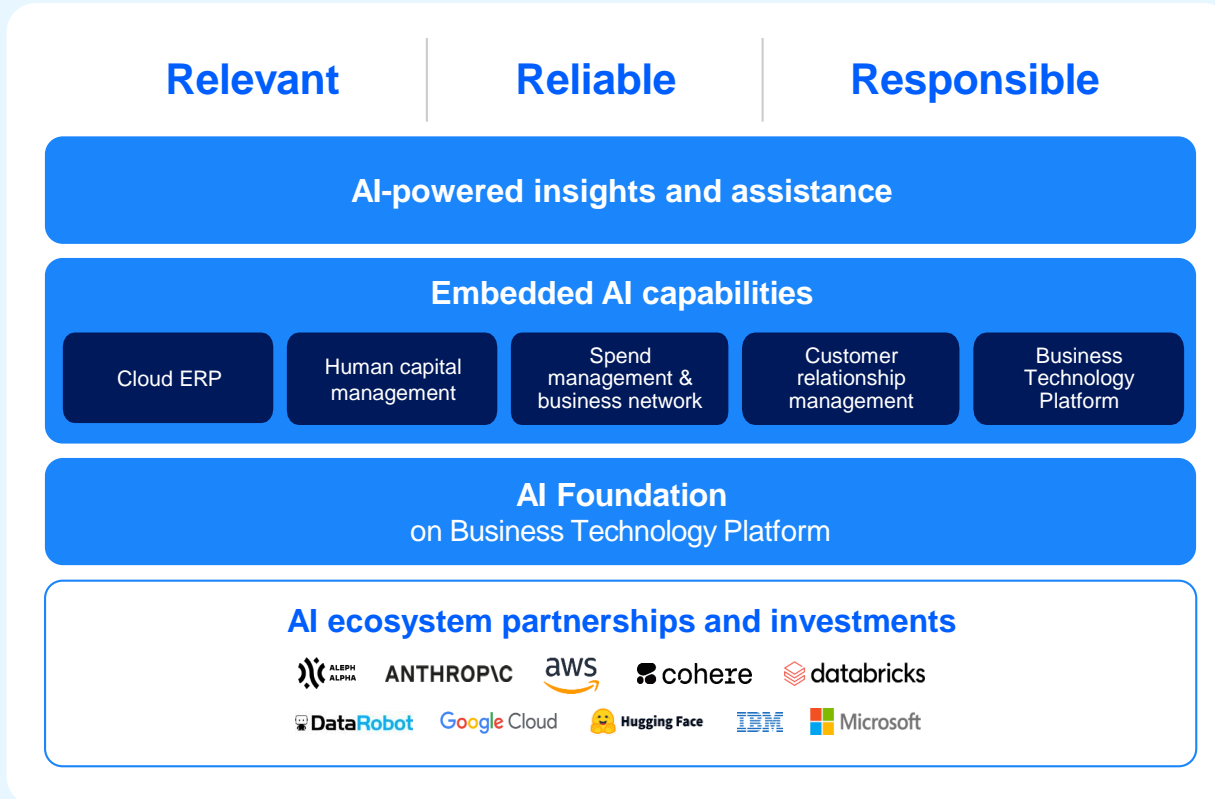 Relevant
Reliable
Responsible
AI-powered insights and assistance
Embedded AI capabilities
Cloud ERP
Human capital
management
Spend
management &
business network
Customer
relationship
management
Business
Technology
Platform
AI Foundation
on Business Technology Platform
AI ecosystem partnerships and investments
ALEPH
ALPHA
ANTHROP\C
aws
cohere
databricks
DataRobot
Google Cloud
Hugging Face
IBM
Microsoft